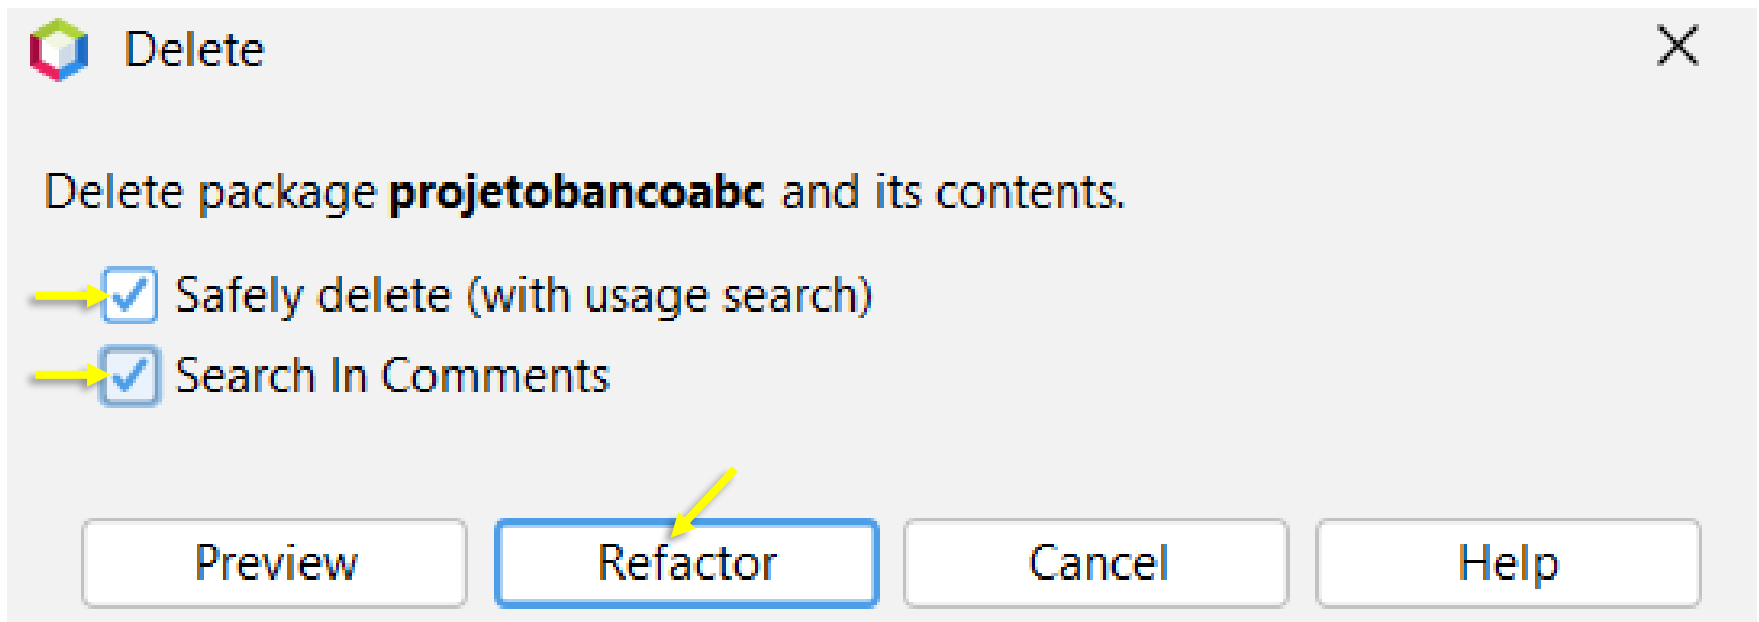 Delete
Delete package projetobancoabc and its contents.
Safely delete (with usage search)
Search In Comments
Preview Refactor Cancel Help